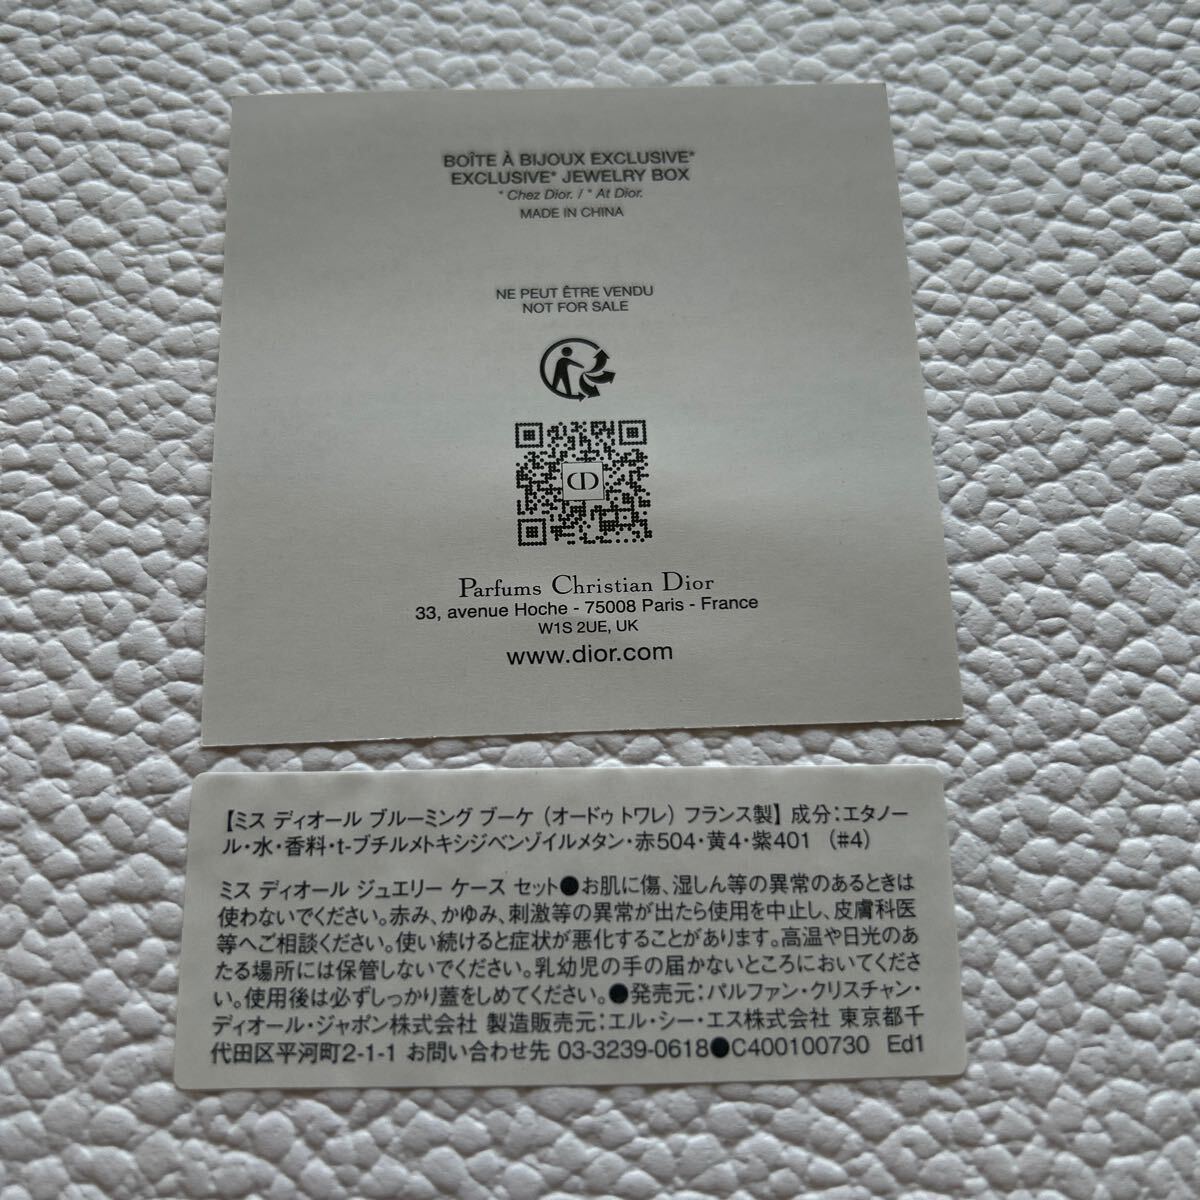 BOÎTE À BIJOUX EXCLUSIVE*
EXCLUSIVE* JEWELRY BOX
* Chez Dior. / * At Dior.
MADE IN CHINA
NE PEUT ÊTRE VENDU
NOT FOR SALE
CD
Parfums Christian Dior
33, avenue Hoche - 75008 Paris - France
W1S 2UE, UK
www.dior.com
【ミス ディオール ブルーミング ブーケ（オードゥ トワレ）フランス製】成分：エタノー
ル・水・香料・t-ブチルメトキシジベンゾイルメタン・赤504・黄4・紫401 （#4）
ミス ディオール ジュエリー ケース セット●お肌に傷、湿しん等の異常のあるときは
使わないでください。赤み、かゆみ、刺激等の異常が出たら使用を中止し、皮膚科医
等へご相談ください。使い続けると症状が悪化することがあります。高温や日光のあ
たる場所には保管しないでください。乳幼児の手の届かないところにおいてくださ
い。使用後は必ずしっかり蓋をしめてください。●発売元：パルファン・クリスチャン・
ディオール・ジャポン株式会社 製造販売元：エル・シー・エス株式会社 東京都千
代田区平河町2-1-1 お問い合わせ先 03-3239-0618●C400100730 Ed1